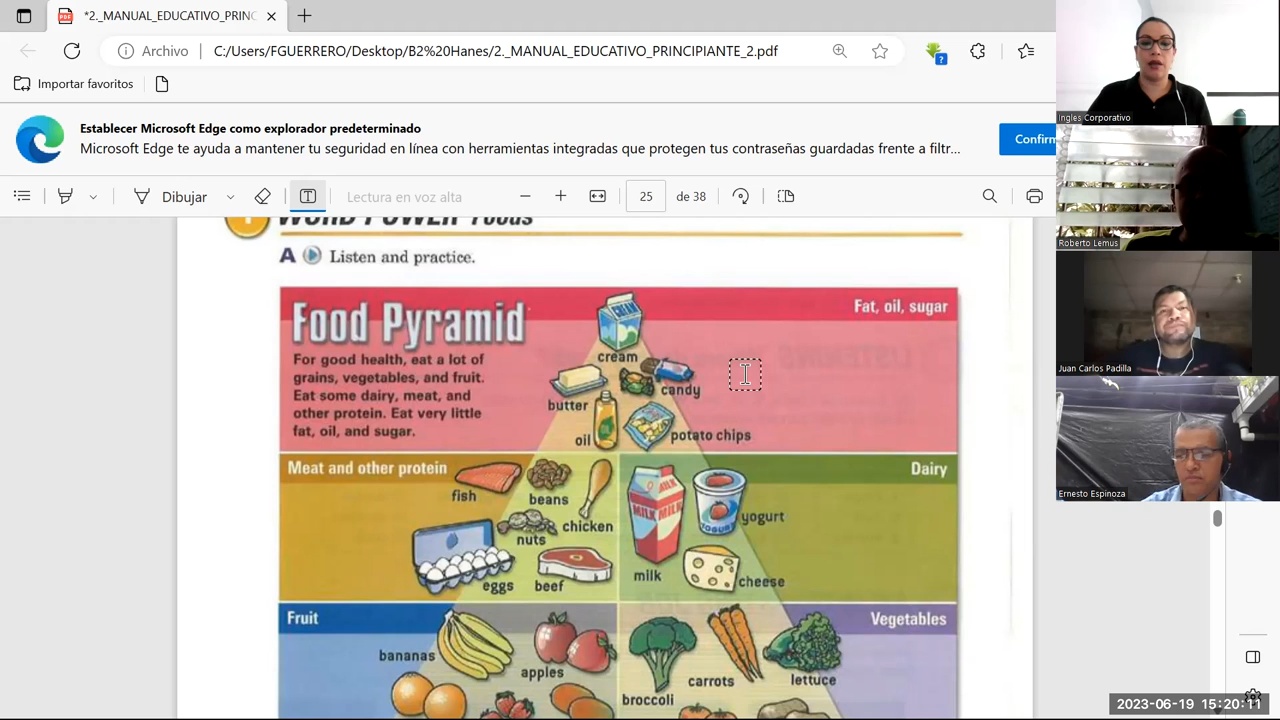 *2._MANUAL_EDUCATIVO_PRINC
Archivo
C:/Users/FGUERRERO/Desktop/B2%20Hanes/2._MANUAL_EDUCATIVO_PRINCIPIANTE_2.pdf
Importar favoritos
Establecer Microsoft Edge como explorador predeterminado
Microsoft Edge te ayuda a mantener tu seguridad en línea con herramientas integradas que protegen tus contraseñas guardadas frente a filtr...
Confirm
Dibujar
Lectura en voz alta
25
de 38
WORD POWER Foods
A Listen and practice.
Food Pyramid
Fat, oil, sugar
For good health, eat a lot of
grains, vegetables, and fruit.
Eat some dairy, meat, and
other protein. Eat very little
fat, oil, and sugar.
cream
candy
butter
oil
potato chips
Meat and other protein
Dairy
fish
beans
chicken
nuts
eggs
beef
MILK
YOGURT
yogurt
milk
cheese
Fruit
Vegetables
bananas
apples
broccoli
carrots
lettuce
Ingles Corporativo
Roberto Lemus
Juan Carlos Padilla
Ernesto Espinoza
2023-06-19 15:20:11